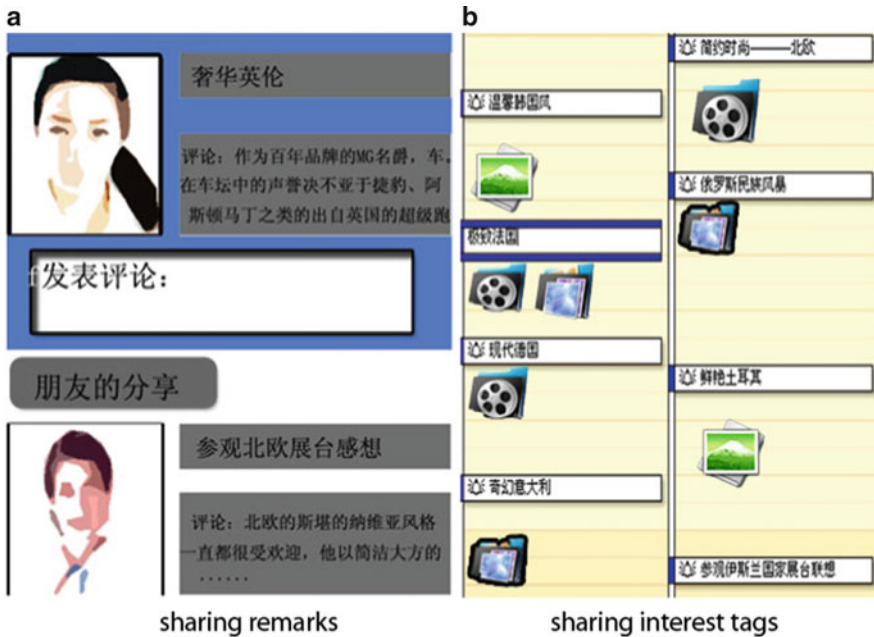 a
奢华英伦
评论：作为百年品牌的MG名爵，车，
在车坛中的声誉决不亚于捷豹、阿
斯顿马丁之类的出自英国的超级跑
f发表评论：
朋友的分享
参观北欧展台感想
评论：北欧的斯堪的纳维亚风格
一直都很受欢迎，他以简洁大方的
······
sharing remarks
b
温馨韩国风
极致法国
现代德国
奇幻意大利
简约时尚———北欧
俄罗斯民族风暴
鲜艳土耳其
参观伊斯兰国家展台联想
sharing interest tags